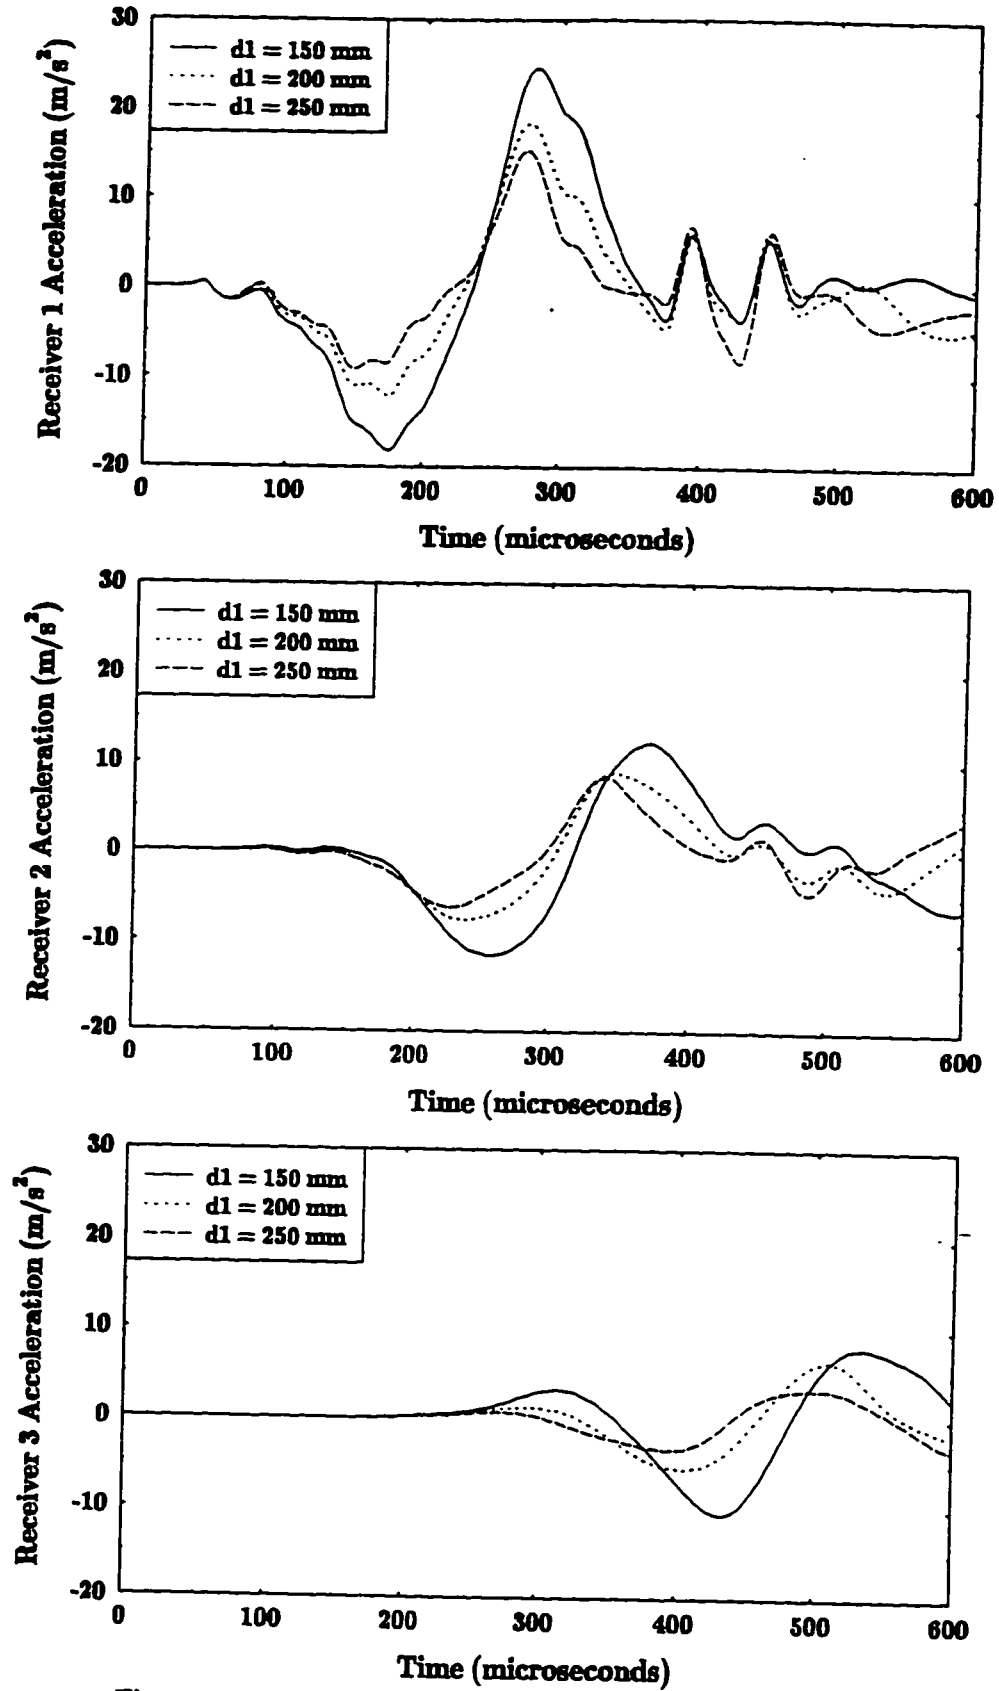 Receiver 1 Acceleration (m/s²)
30
20
10
0
-10
-20
d1 = 150 mm
d1 = 200 mm
d1 = 250 mm
0 100 200 300 400 500 600
Time (microseconds)
Receiver 2 Acceleration (m/s²)
30
20
10
0
-10
-20
d1 = 150 mm
d1 = 200 mm
d1 = 250 mm
0 100 200 300 400 500 600
Time (microseconds)
Receiver 3 Acceleration (m/s²)
30
20
10
0
-10
-20
d1 = 150 mm
d1 = 200 mm
d1 = 250 mm
0 100 200 300 400 500 600
Time (microseconds)